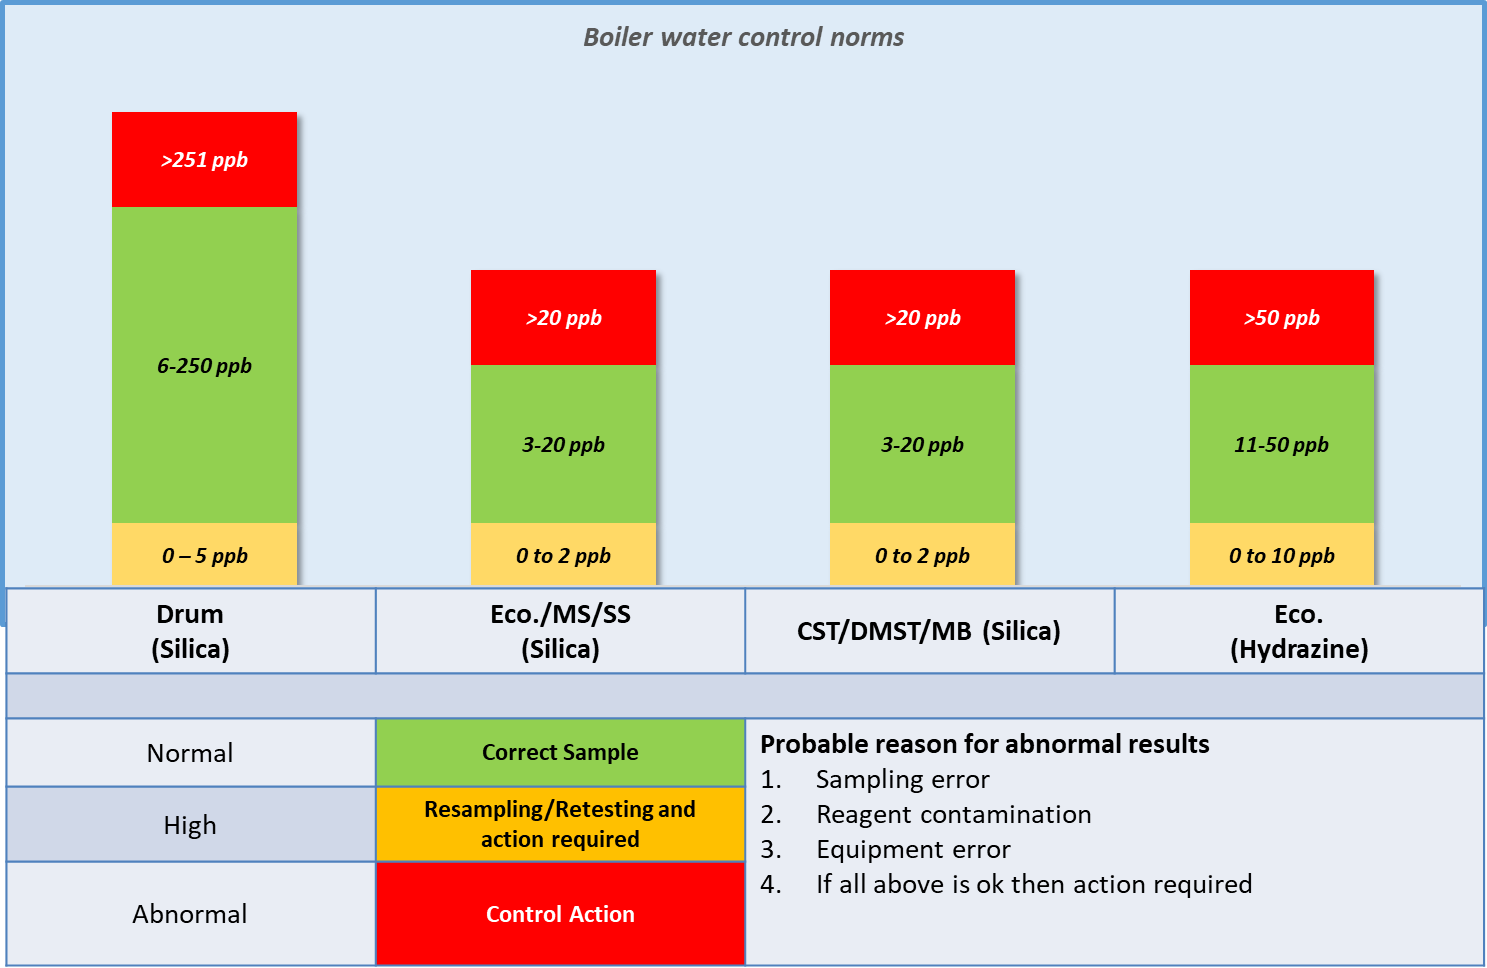 Boiler water control norms
>251 ppb
6-250 ppb
0 – 5 ppb
>20 ppb
3-20 ppb
0 to 2 ppb
>20 ppb
3-20 ppb
0 to 2 ppb
>50 ppb
11-50 ppb
0 to 10 ppb
Drum
(Silica)
Eco./MS/SS
(Silica)
CST/DMST/MB (Silica)
Eco.
(Hydrazine)
Normal
Correct Sample
High
Resampling/Retesting and
action required
Abnormal
Control Action
Probable reason for abnormal results
1. Sampling error
2. Reagent contamination
3. Equipment error
4. If all above is ok then action required